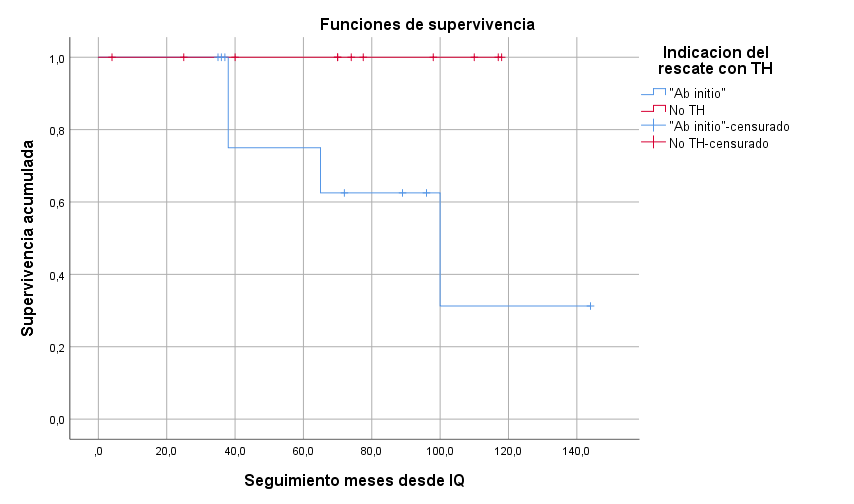 Funciones de supervivencia
Indicacion del
rescate con TH
"Ab initio"
No TH
"Ab initio"-censurado
No TH-censurado
Supervivencia acumulada
1,0
0,8
0,6
0,4
0,2
0,0
,0 20,0 40,0 60,0 80,0 100,0 120,0 140,0
Seguimiento meses desde IQ